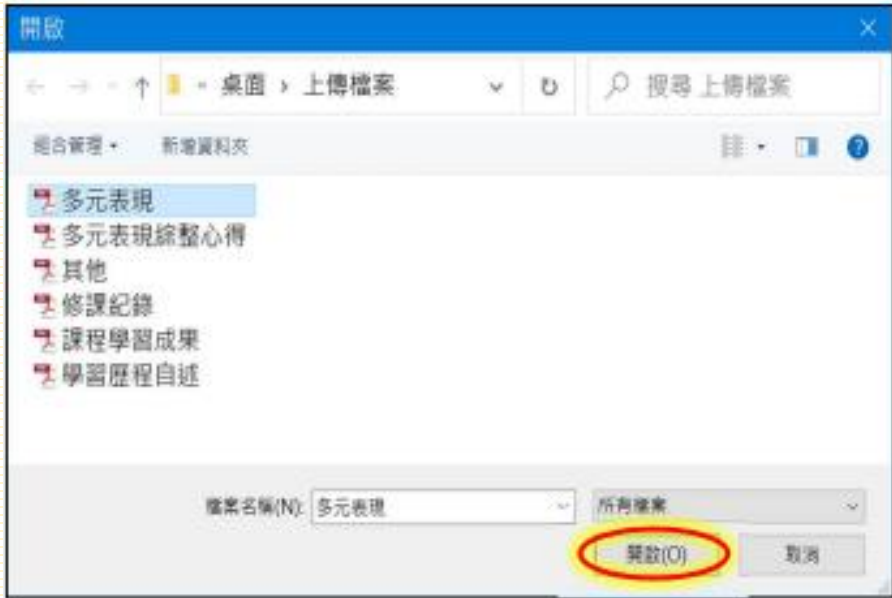 開啟
桌面 › 上傳檔案
搜尋 上傳檔案
組合管理
新增資料夾
多元表現
多元表現綜整心得
其他
修課紀錄
課程學習成果
學習歷程自述
檔案名稱(N): 多元表現
所有檔案
開啟(O)
取消